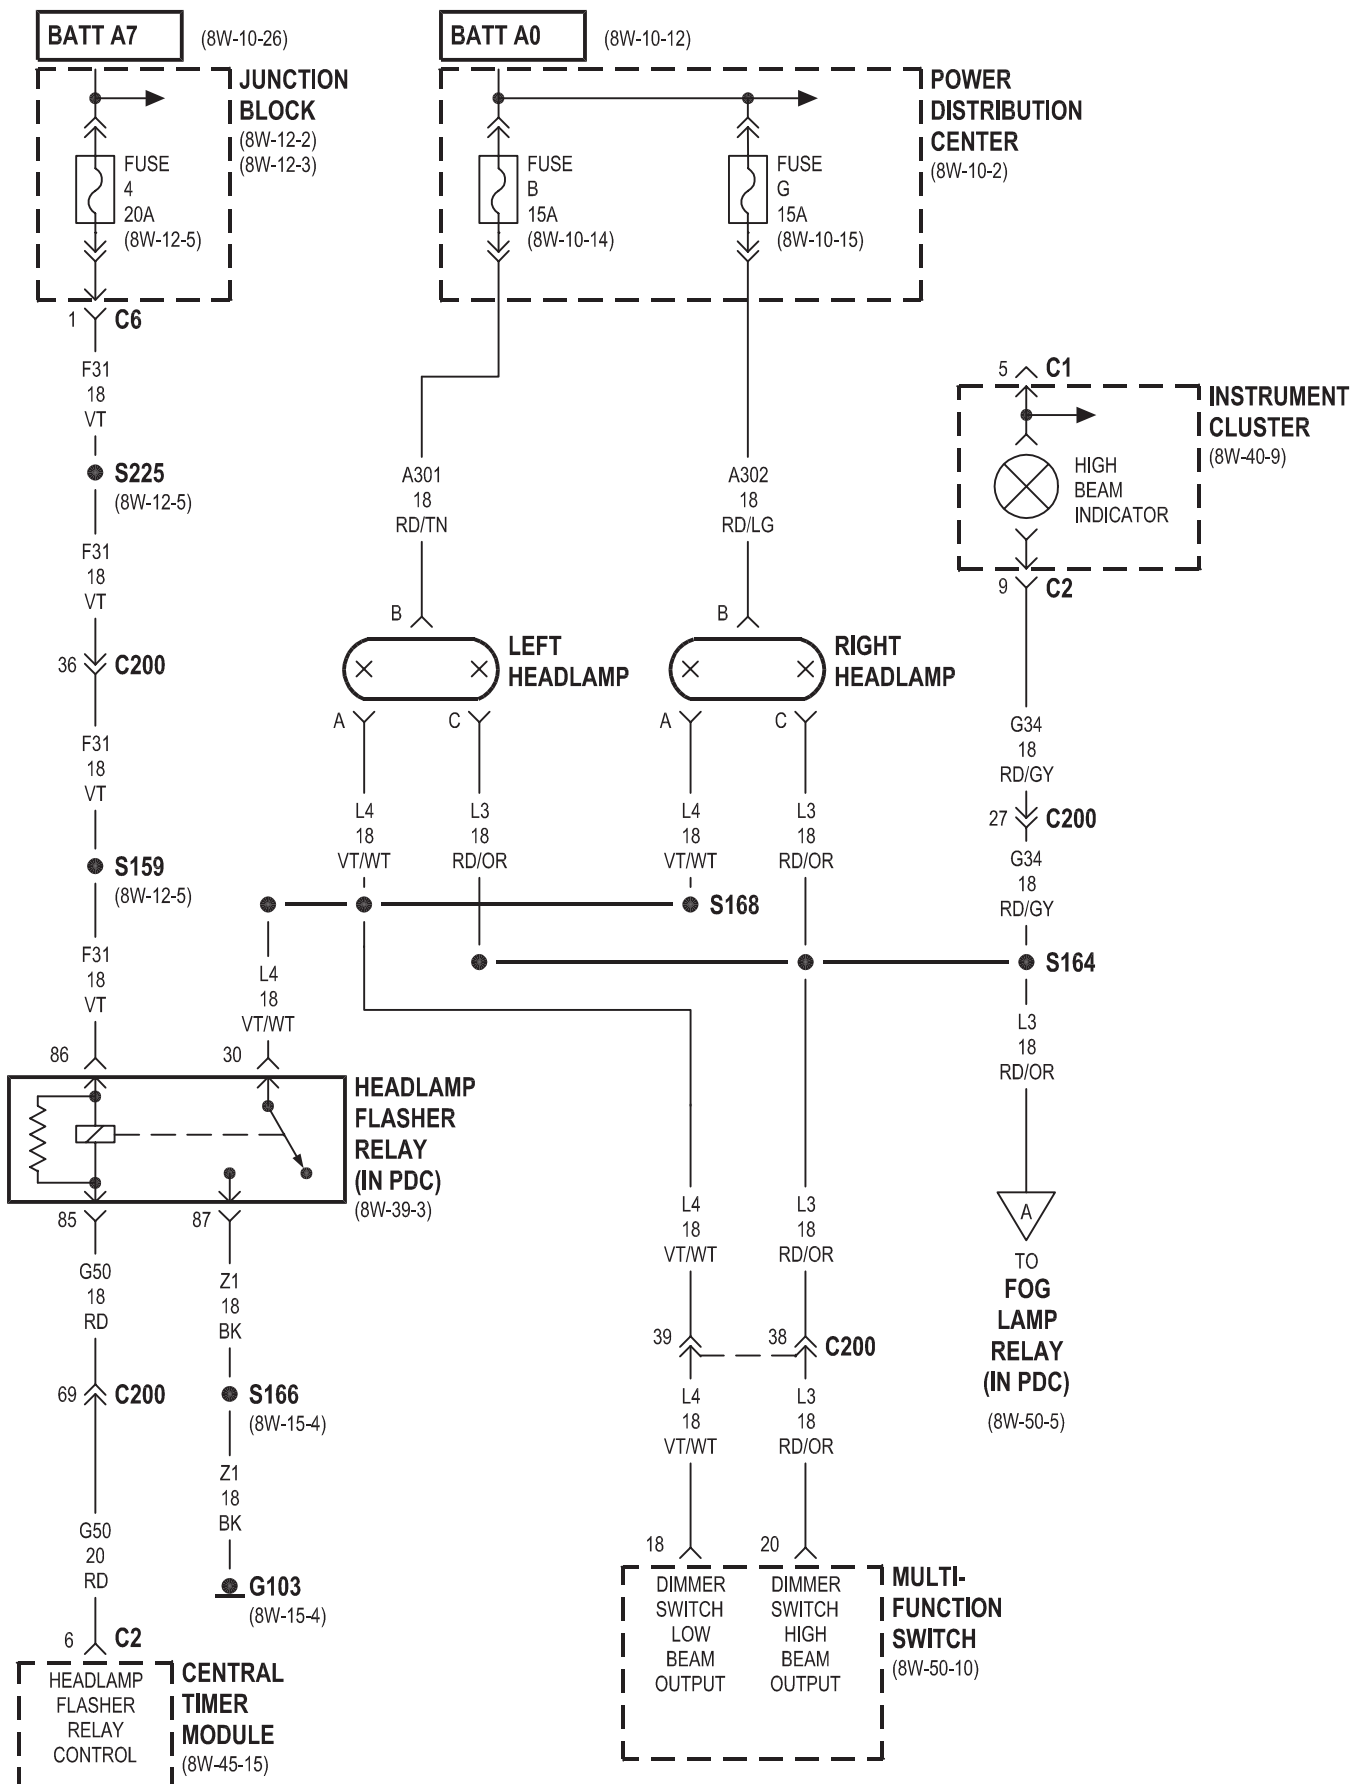 BATT A7
(8W-10-26)
JUNCTION
BLOCK
(8W-12-2)
(8W-12-3)
FUSE
4
20A
(8W-12-5)
1
C6
F31
18
VT
S225
(8W-12-5)
F31
18
VT
36
C200
F31
18
VT
S159
(8W-12-5)
F31
18
VT
86
BATT A0
(8W-10-12)
POWER
DISTRIBUTION
CENTER
(8W-10-2)
FUSE
B
15A
(8W-10-14)
FUSE
G
15A
(8W-10-15)
A301
18
RD/TN
B
LEFT
HEADLAMP
A
C
L4
18
VT/WT
L3
18
RD/OR
A302
18
RD/LG
B
RIGHT
HEADLAMP
A
C
L4
18
VT/WT
L3
18
RD/OR
S168
5
C1
INSTRUMENT
CLUSTER
(8W-40-9)
HIGH
BEAM
INDICATOR
9
C2
G34
18
RD/GY
27
C200
G34
18
RD/GY
S164
L3
18
RD/OR
A
TO
FOG
LAMP
RELAY
(IN PDC)
(8W-50-5)
L4
18
VT/WT
30
HEADLAMP
FLASHER
RELAY
(IN PDC)
(8W-39-3)
85
87
G50
18
RD
69
C200
G50
20
RD
6
C2
HEADLAMP
FLASHER
RELAY
CONTROL
CENTRAL
TIMER
MODULE
(8W-45-15)
Z1
18
BK
S166
(8W-15-4)
Z1
18
BK
G103
(8W-15-4)
L4
18
VT/WT
L3
18
RD/OR
39
38
C200
L4
18
VT/WT
L3
18
RD/OR
18
20
DIMMER
SWITCH
LOW
BEAM
OUTPUT
DIMMER
SWITCH
HIGH
BEAM
OUTPUT
MULTI-
FUNCTION
SWITCH
(8W-50-10)